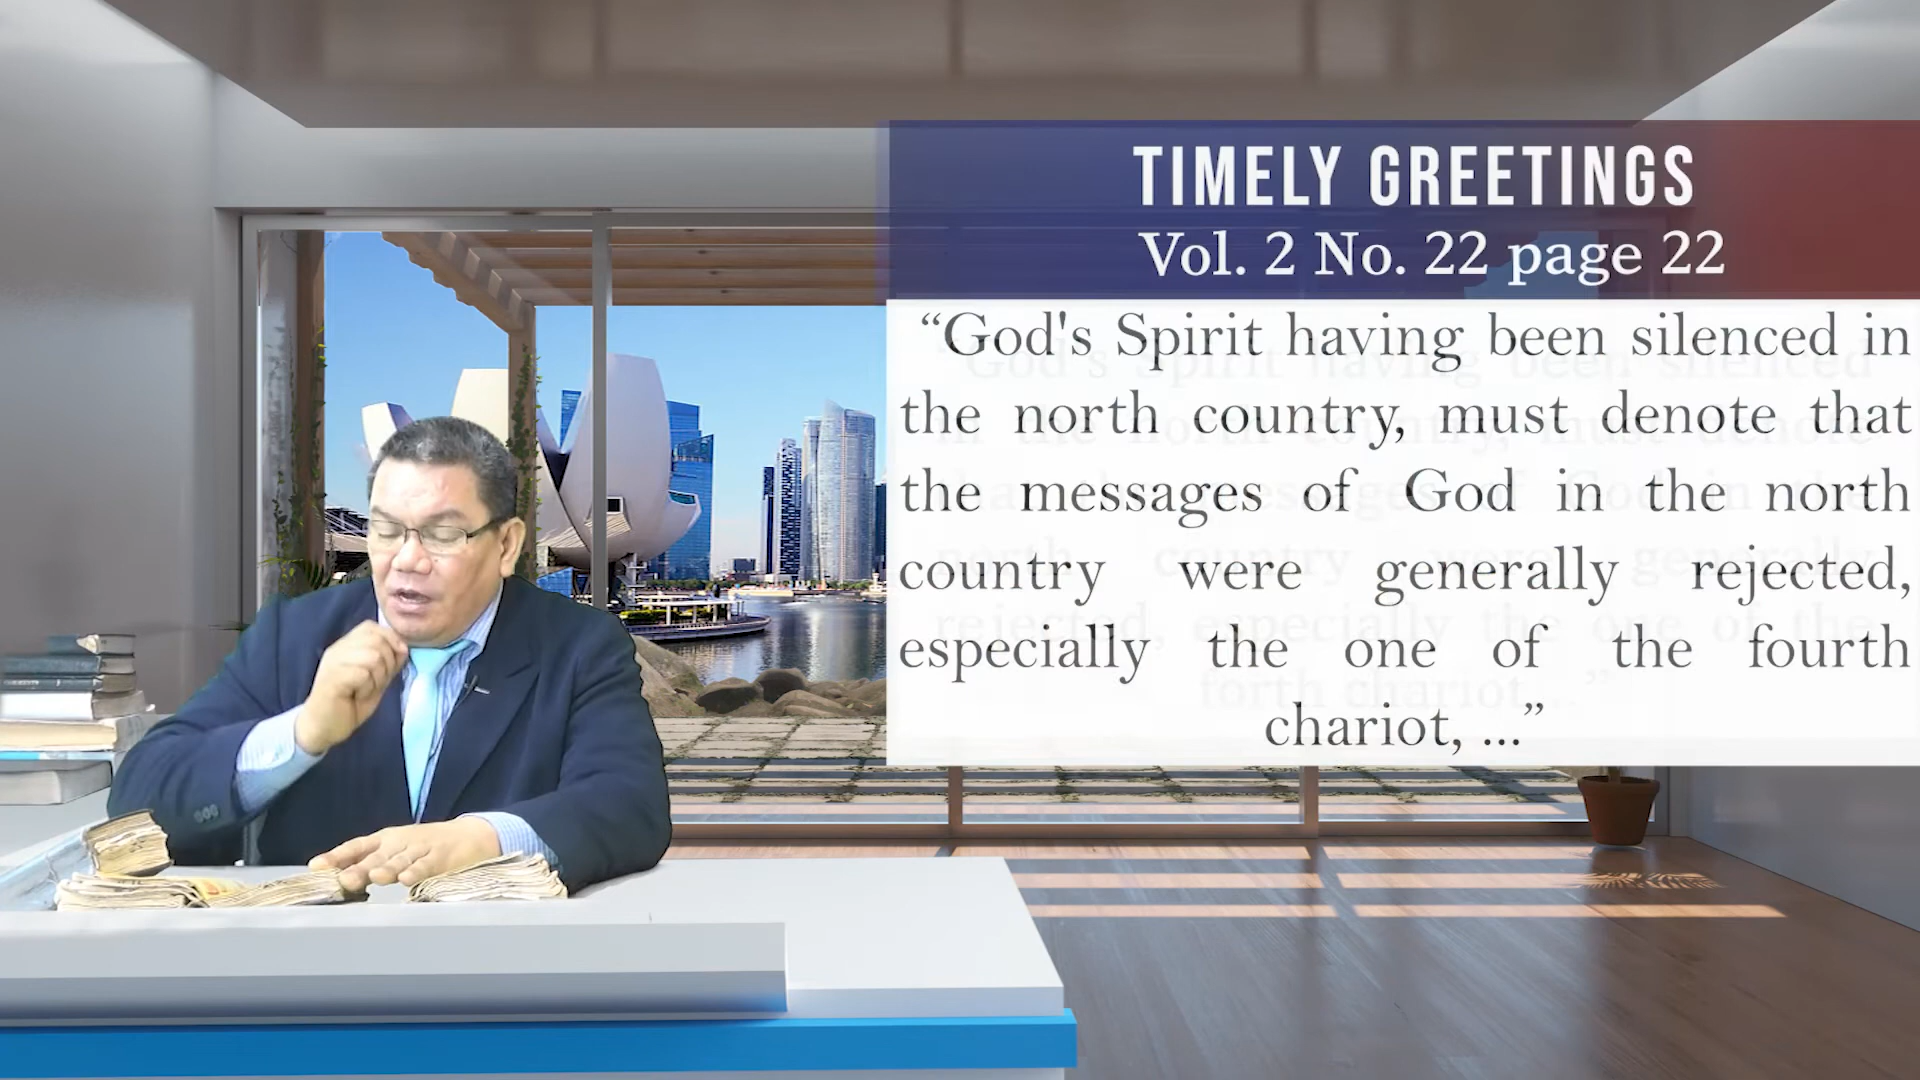 TIMELY GREETINGS
Vol. 2 No. 22 page 22
“God's Spirit having been silenced in
the north country, must denote that
the messages of God in the north
country were generally rejected,
especially the one of the fourth
chariot, ...”